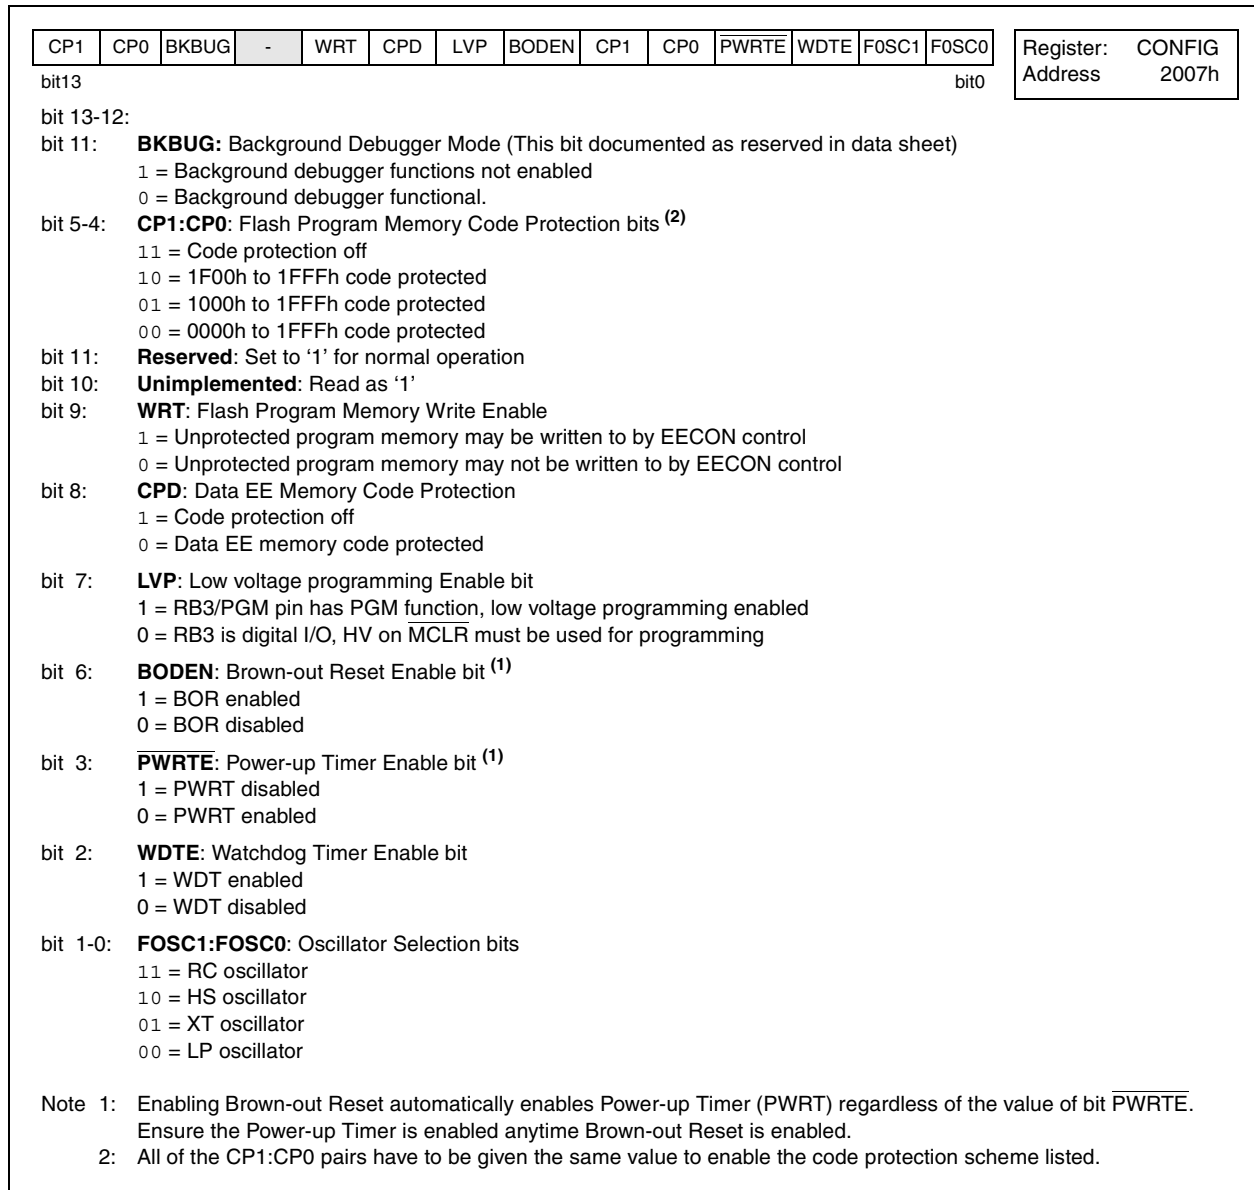 CP1 CP0 BKBUG - WRT CPD LVP BODEN CP1 CP0 PWRTE WDTE F0SC1 F0SC0
Register: CONFIG
Address 2007h
bit13 bit0
bit 13-12:
bit 11: BKBUG: Background Debugger Mode (This bit documented as reserved in data sheet)
1 = Background debugger functions not enabled
0 = Background debugger functional.
bit 5-4: CP1:CP0: Flash Program Memory Code Protection bits (2)
11 = Code protection off
10 = 1F00h to 1FFFh code protected
01 = 1000h to 1FFFh code protected
00 = 0000h to 1FFFh code protected
bit 11: Reserved: Set to ‘1’ for normal operation
bit 10: Unimplemented: Read as ‘1’
bit 9: WRT: Flash Program Memory Write Enable
1 = Unprotected program memory may be written to by EECON control
0 = Unprotected program memory may not be written to by EECON control
bit 8: CPD: Data EE Memory Code Protection
1 = Code protection off
0 = Data EE memory code protected
bit 7: LVP: Low voltage programming Enable bit
1 = RB3/PGM pin has PGM function, low voltage programming enabled
0 = RB3 is digital I/O, HV on MCLR must be used for programming
bit 6: BODEN: Brown-out Reset Enable bit (1)
1 = BOR enabled
0 = BOR disabled
bit 3: PWRTE: Power-up Timer Enable bit (1)
1 = PWRT disabled
0 = PWRT enabled
bit 2: WDTE: Watchdog Timer Enable bit
1 = WDT enabled
0 = WDT disabled
bit 1-0: FOSC1:FOSC0: Oscillator Selection bits
11 = RC oscillator
10 = HS oscillator
01 = XT oscillator
00 = LP oscillator
Note 1: Enabling Brown-out Reset automatically enables Power-up Timer (PWRT) regardless of the value of bit PWRTE.
Ensure the Power-up Timer is enabled anytime Brown-out Reset is enabled.
2: All of the CP1:CP0 pairs have to be given the same value to enable the code protection scheme listed.